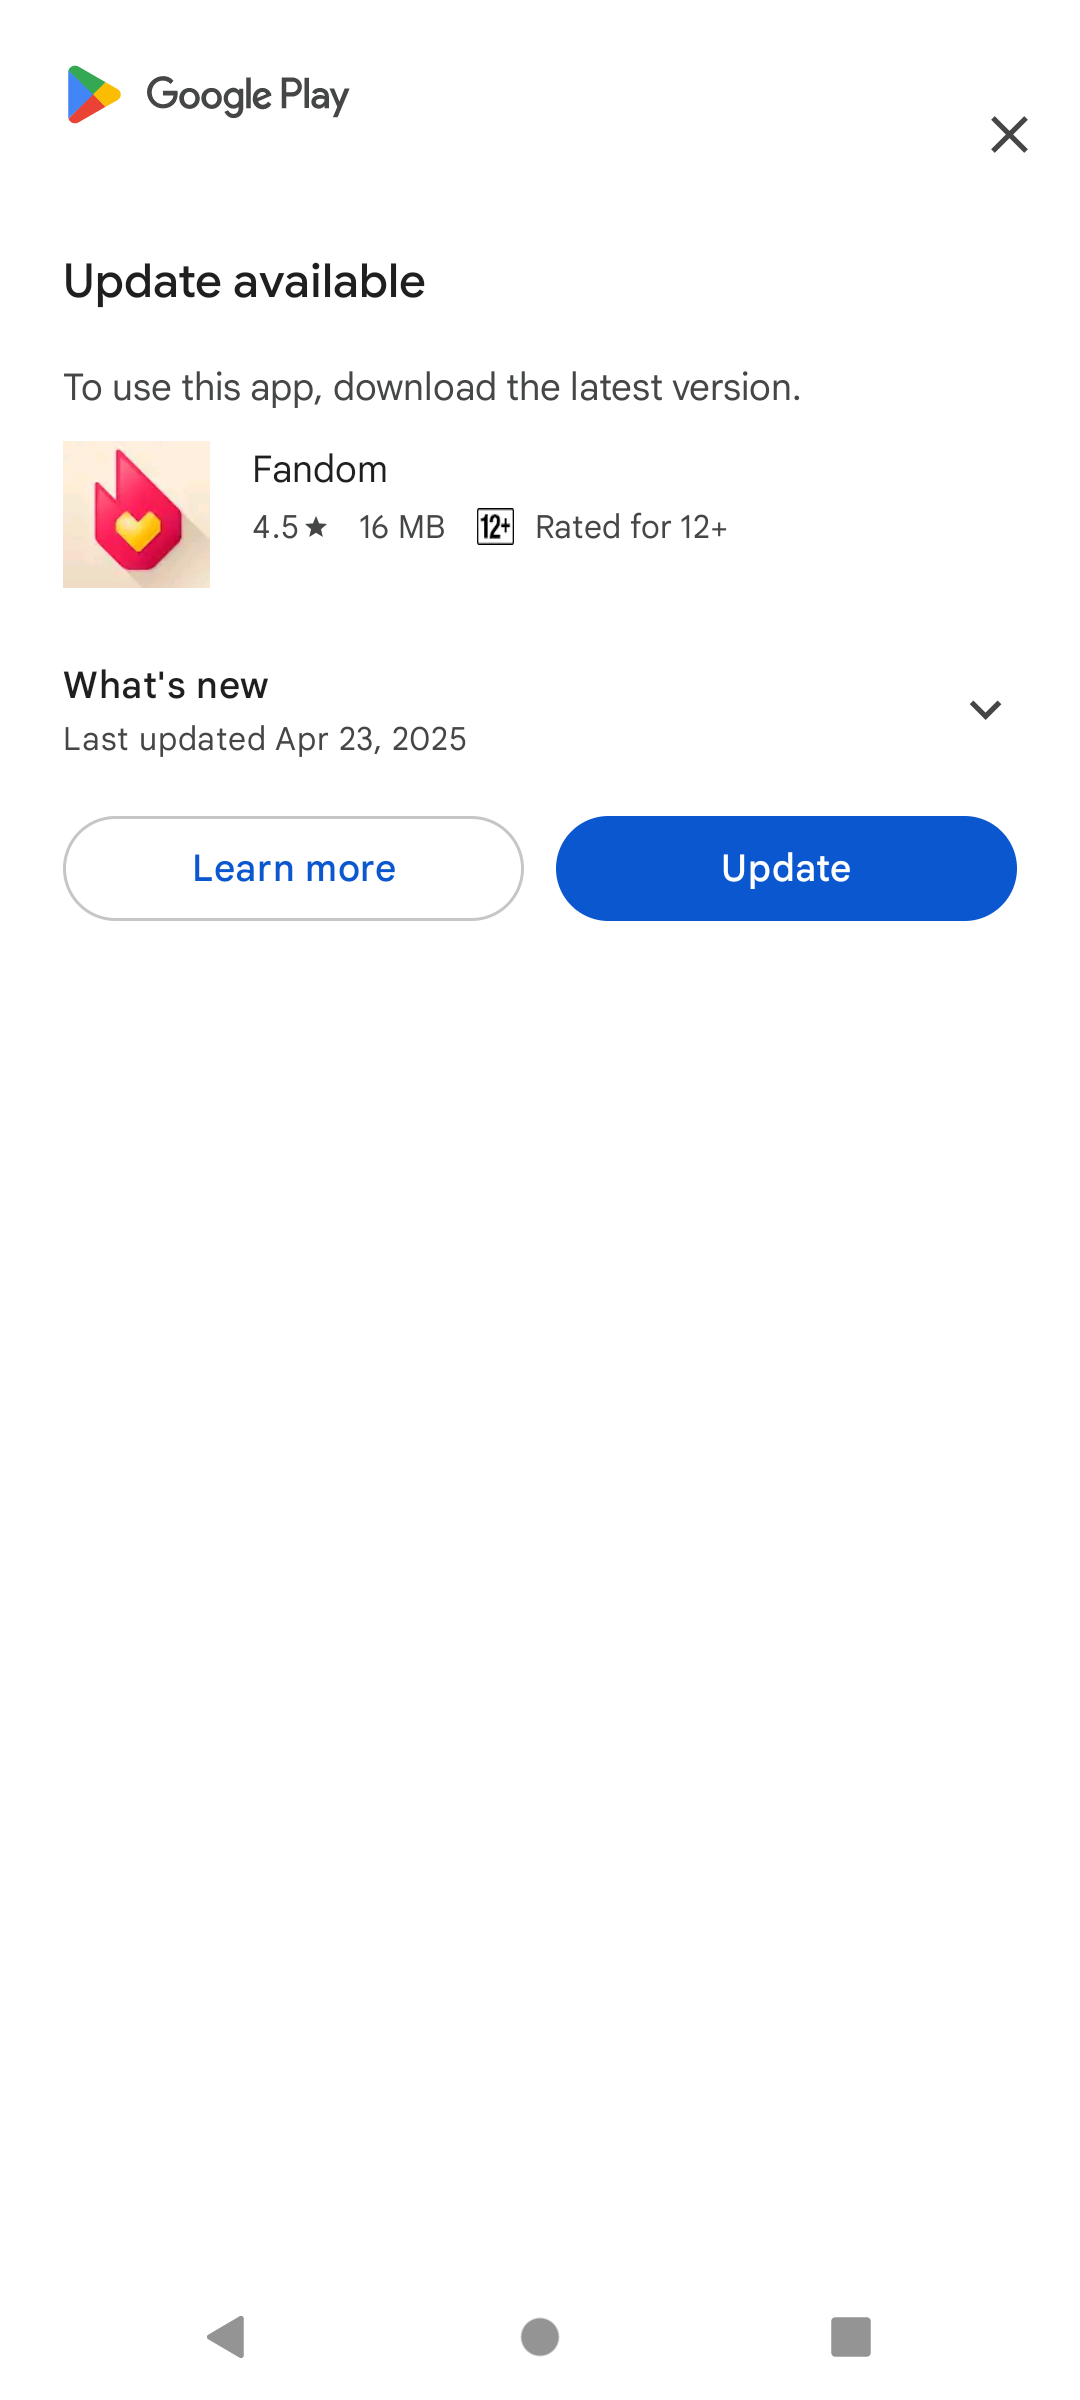 Google Play
Update available
To use this app, download the latest version.
Fandom
4.5★ 16 MB 12+ Rated for 12+
What's new
Last updated Apr 23, 2025
Learn more
Update